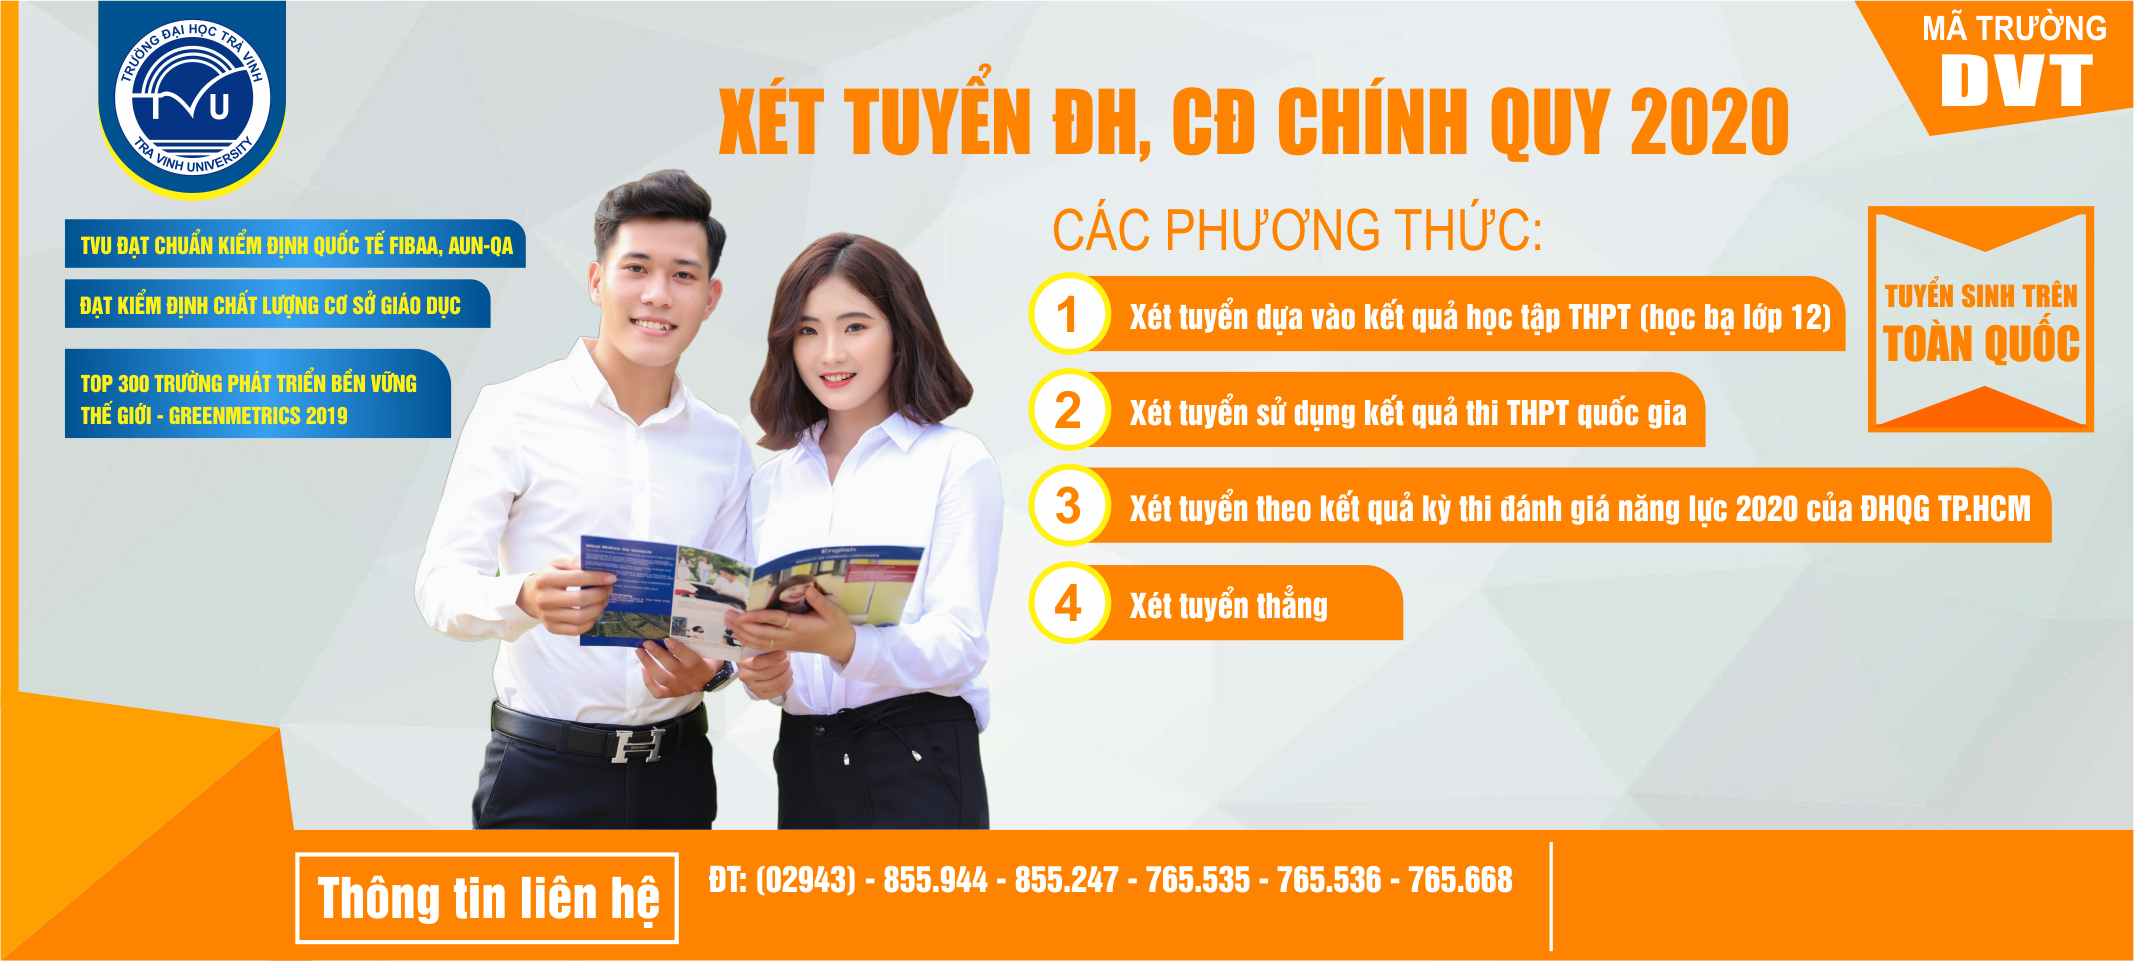 TRƯỜNG ĐẠI HỌC TRÀ VINH
TVU
TRA VINH UNIVERSITY
MÃ TRƯỜNG
DVT
XÉT TUYỂN ĐH, CĐ CHÍNH QUY 2020
TVU ĐẠT CHUẨN KIỂM ĐỊNH QUỐC TẾ FIBAA, AUN-QA
ĐẠT KIỂM ĐỊNH CHẤT LƯỢNG CƠ SỞ GIÁO DỤC
TOP 300 TRƯỜNG PHÁT TRIỂN BỀN VỮNG
THẾ GIỚI - GREENMETRICS 2019
CÁC PHƯƠNG THỨC:
1 Xét tuyển dựa vào kết quả học tập THPT (học bạ lớp 12)
2 Xét tuyển sử dụng kết quả thi THPT quốc gia
3 Xét tuyển theo kết quả kỳ thi đánh giá năng lực 2020 của ĐHQG TP.HCM
4 Xét tuyển thẳng
TUYỂN SINH TRÊN
TOÀN QUỐC
What Makes Us Unique
English
Thông tin liên hệ
ĐT: (02943) - 855.944 - 855.247 - 765.535 - 765.536 - 765.668